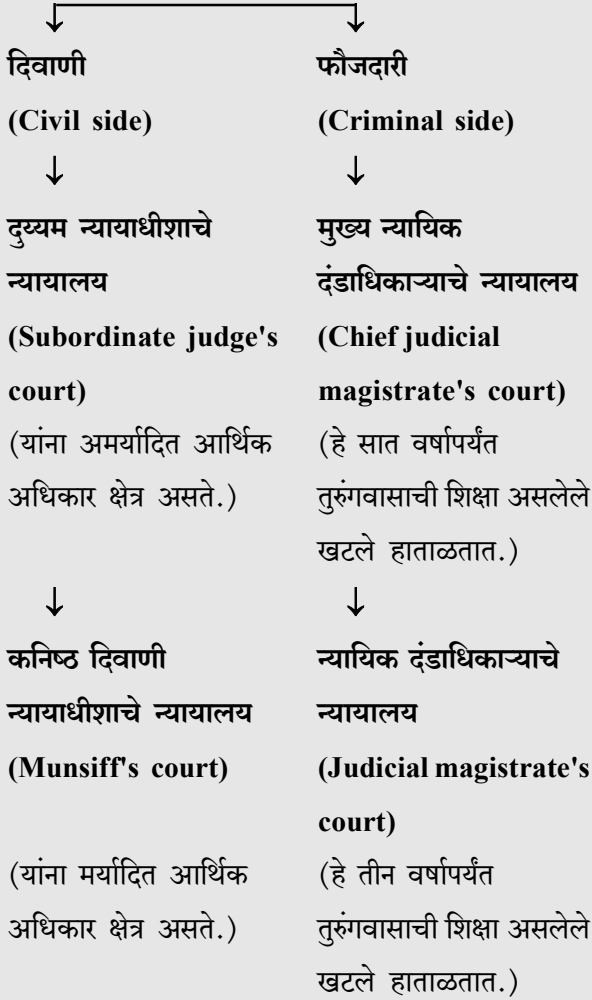 दिवाणी
(Civil side)
दुय्यम न्यायाधीशाचे
न्यायालय
(Subordinate judge's
court)
(यांना अमर्यादित आर्थिक
अधिकार क्षेत्र असते.)
कनिष्ठ दिवाणी
न्यायाधीशाचे न्यायालय
(Munsiff's court)
(यांना मर्यादित आर्थिक
अधिकार क्षेत्र असते.)
फौजदारी
(Criminal side)
मुख्य न्यायिक
दंडाधिकाऱ्याचे न्यायालय
(Chief judicial
magistrate's court)
(हे सात वर्षापर्यंत
तुरुंगवासाची शिक्षा असलेले
खटले हाताळतात.)
न्यायिक दंडाधिकाऱ्याचे
न्यायालय
(Judicial magistrate's
court)
(हे तीन वर्षापर्यंत
तुरुंगवासाची शिक्षा असलेले
खटले हाताळतात.)